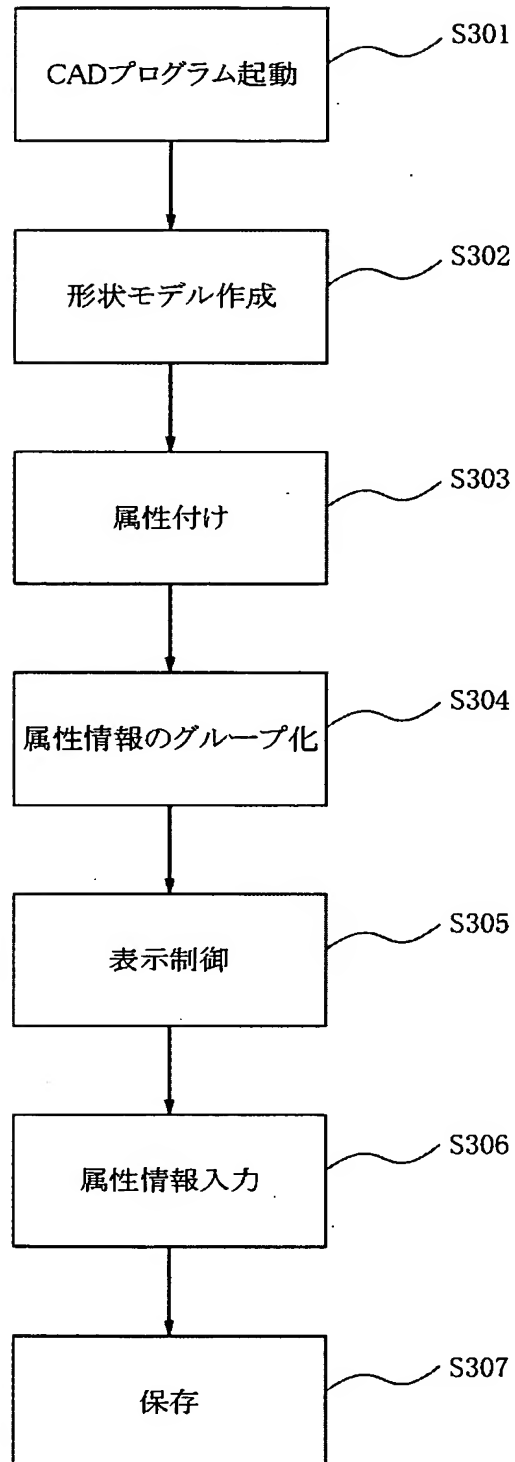 CADプログラム起動
S301
形状モデル作成
S302
属性付け
S303
属性情報のグループ化
S304
表示制御
S305
属性情報入力
S306
保存
S307